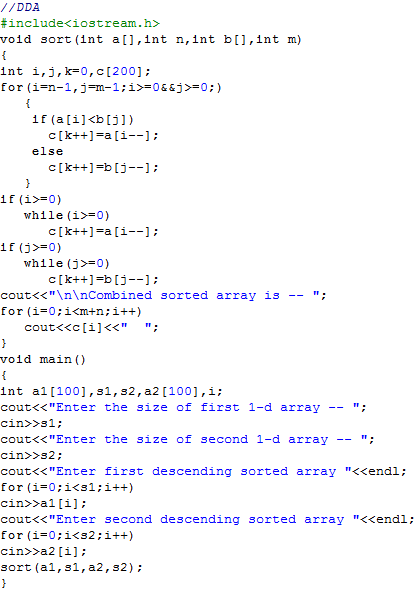 //DDA
#include<iostream.h>
void sort(int a[],int n,int b[],int m)
{
int i,j,k=0,c[200];
for(i=n-1,j=m-1;i>=0&&j>=0;)
   {
    if(a[i]<b[j])
      c[k++]=a[i--];
    else
      c[k++]=b[j--];
   }
if(i>=0)
   while(i>=0)
      c[k++]=a[i--];
if(j>=0)
   while(j>=0)
      c[k++]=b[j--];
cout<<"\n\nCombined sorted array is -- ";
for(i=0;i<m+n;i++)
   cout<<c[i]<<"  ";
}
void main()
{
int a1[100],s1,s2,a2[100],i;
cout<<"Enter the size of first 1-d array -- ";
cin>>s1;
cout<<"Enter the size of second 1-d array -- ";
cin>>s2;
cout<<"Enter first descending sorted array "<<endl;
for(i=0;i<s1;i++)
cin>>a1[i];
cout<<"Enter second descending sorted array "<<endl;
for(i=0;i<s2;i++)
cin>>a2[i];
sort(a1,s1,a2,s2);
}